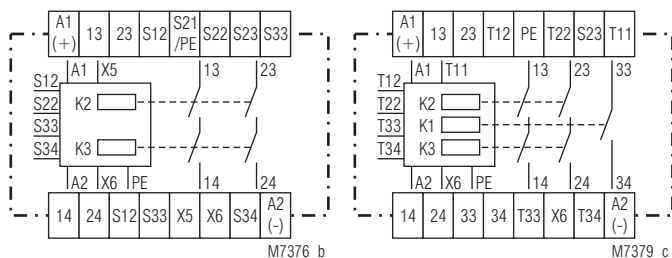 A1 (+) 13 23 S12 S21 /PE S22 S23 S33
A1 X5 13 23
S12
S22
S33
S34
K2
K3
A2 X6 PE 14 24
14 24 S12 S33 X5 X6 S34 A2 (-)
M7376 b
A1 (+) 13 23 T12 PE T22 S23 T11
A1 T11 13 23 33
T12
T22
T33
T34
K2
K1
K3
A2 X6 PE 14 24 34
14 24 33 34 T33 X6 T34 A2 (-)
M7379 c